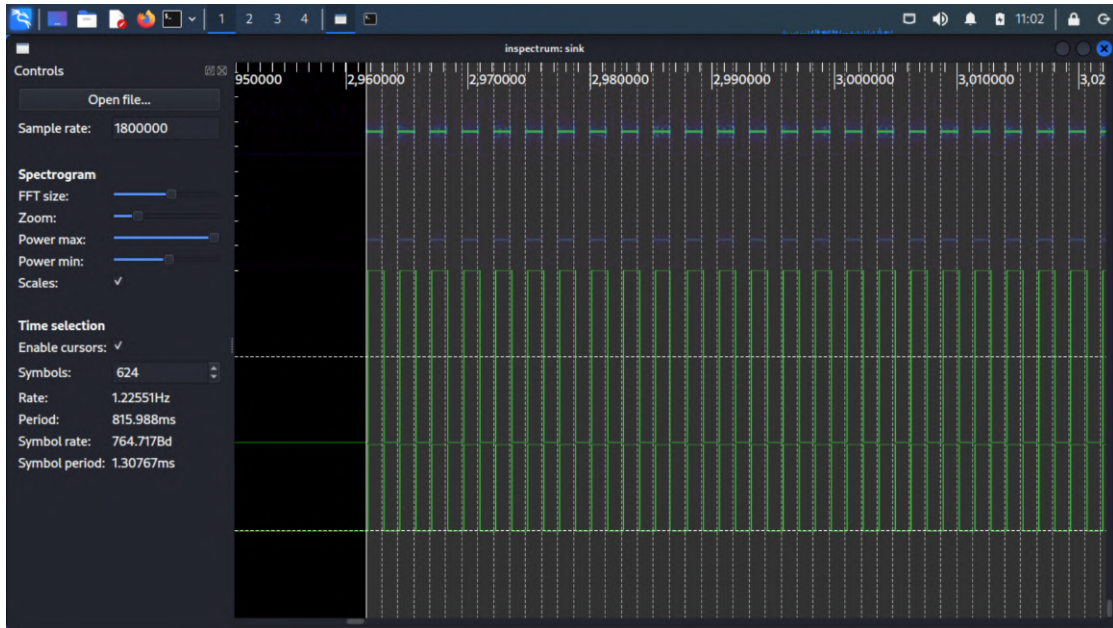 1 2 3 4
11:02
inspectrum: sink
Controls
Open file...
Sample rate: 1800000
Spectrogram
FFT size:
Zoom:
Power max:
Power min:
Scales:
Time selection
Enable cursors:
Symbols: 624
Rate: 1.22551Hz
Period: 815.988ms
Symbol rate: 764.717Bd
Symbol period: 1.30767ms
950000 2,960000 2,970000 2,980000 2,990000 3,000000 3,010000 3,02